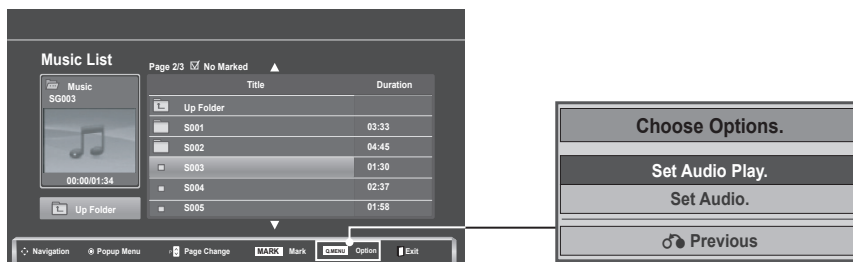 Music List
Page 2/3 ☑ No Marked
Music
SG003
00:00/01:34
Up Folder
Title Duration
Up Folder
S001 03:33
S002 04:45
S003 01:30
S004 02:37
S005 01:58
Navigation Popup Menu P Page Change MARK Mark Q.MENU Option Exit
Choose Options.
Set Audio Play.
Set Audio.
Previous